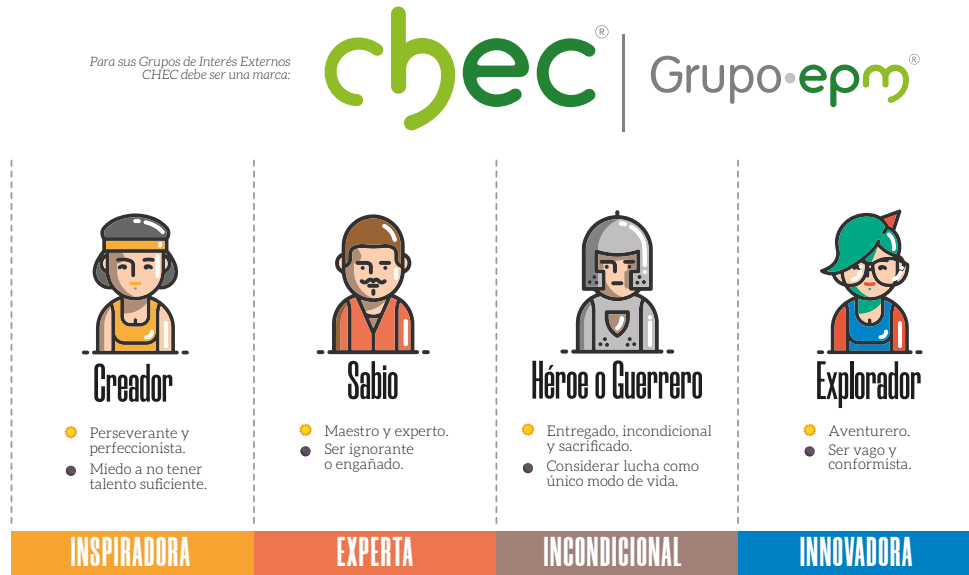 Para sus Grupos de Interés Externos
CHEC debe ser una marca:
chec®
Grupo·epm®
Creador
Perseverante y
perfeccionista.
Miedo a no tener
talento suficiente.
INSPIRADORA
Sabio
Maestro y experto.
Ser ignorante
o engañado.
EXPERTA
Héroe o Guerrero
Entregado, incondicional
y sacrificado.
Considerar lucha como
único modo de vida.
INCONDICIONAL
Explorador
Aventurero.
Ser vago y
conformista.
INNOVADORA